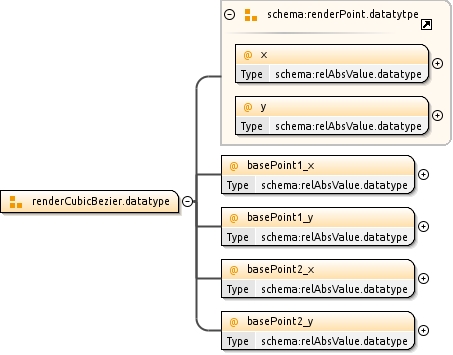 schema:renderPoint.datatytpe
@ x
Type schema:relAbsValue.datatype
@ y
Type schema:relAbsValue.datatype
@ basePoint1_x
Type schema:relAbsValue.datatype
renderCubicBezier.datatype
@ basePoint1_y
Type schema:relAbsValue.datatype
@ basePoint2_x
Type schema:relAbsValue.datatype
@ basePoint2_y
Type schema:relAbsValue.datatype